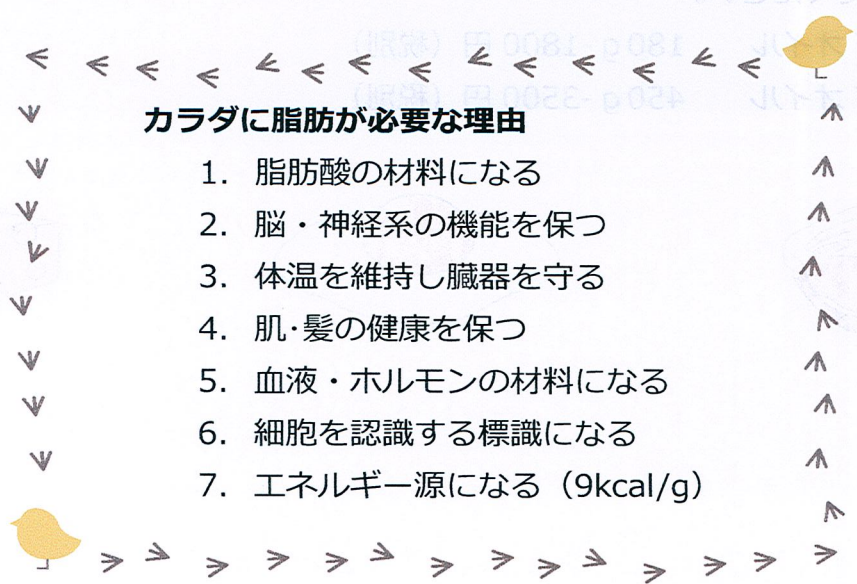 カラダに脂肪が必要な理由
1. 脂肪酸の材料になる
2. 脳・神経系の機能を保つ
3. 体温を維持し臓器を守る
4. 肌・髪の健康を保つ
5. 血液・ホルモンの材料になる
6. 細胞を認識する標識になる
7. エネルギー源になる（9kcal/g）